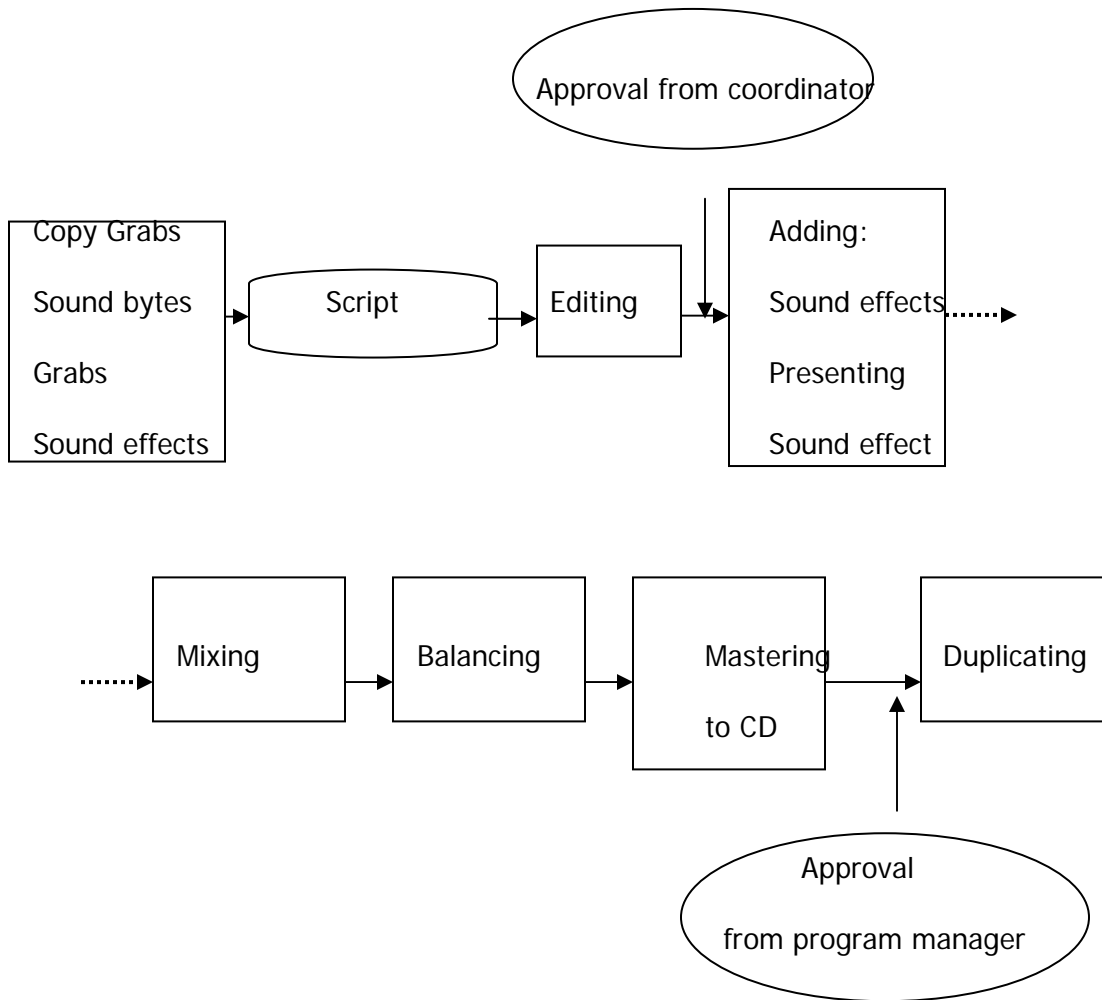 Approval from coordinator
Copy Grabs
Sound bytes
Grabs
Sound effects
Script
Editing
Adding:
Sound effects
Presenting
Sound effect
Mixing
Balancing
Mastering
to CD
Duplicating
Approval
from program manager